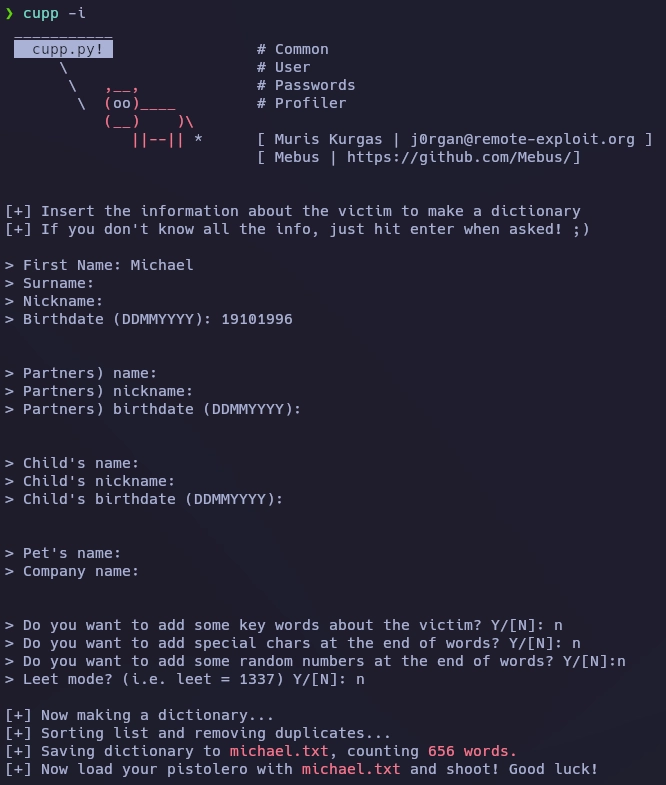 ❯ cupp -i
 ___________
   cupp.py!                 # Common
      \                     # User
       \   ,__,             # Passwords
        \  (oo)____         # Profiler
           (__)    )\
              ||--|| *      [ Muris Kurgas | j0rgan@remote-exploit.org ]
                            [ Mebus | https://github.com/Mebus/]
[+] Insert the information about the victim to make a dictionary
[+] If you don't know all the info, just hit enter when asked! ;)
> First Name: Michael
> Surname:
> Nickname:
> Birthdate (DDMMYYYY): 19101996
> Partners) name:
> Partners) nickname:
> Partners) birthdate (DDMMYYYY):
> Child's name:
> Child's nickname:
> Child's birthdate (DDMMYYYY):
> Pet's name:
> Company name:
> Do you want to add some key words about the victim? Y/[N]: n
> Do you want to add special chars at the end of words? Y/[N]: n
> Do you want to add some random numbers at the end of words? Y/[N]:n
> Leet mode? (i.e. leet = 1337) Y/[N]: n
[+] Now making a dictionary...
[+] Sorting list and removing duplicates...
[+] Saving dictionary to michael.txt, counting 656 words.
[+] Now load your pistolero with michael.txt and shoot! Good luck!